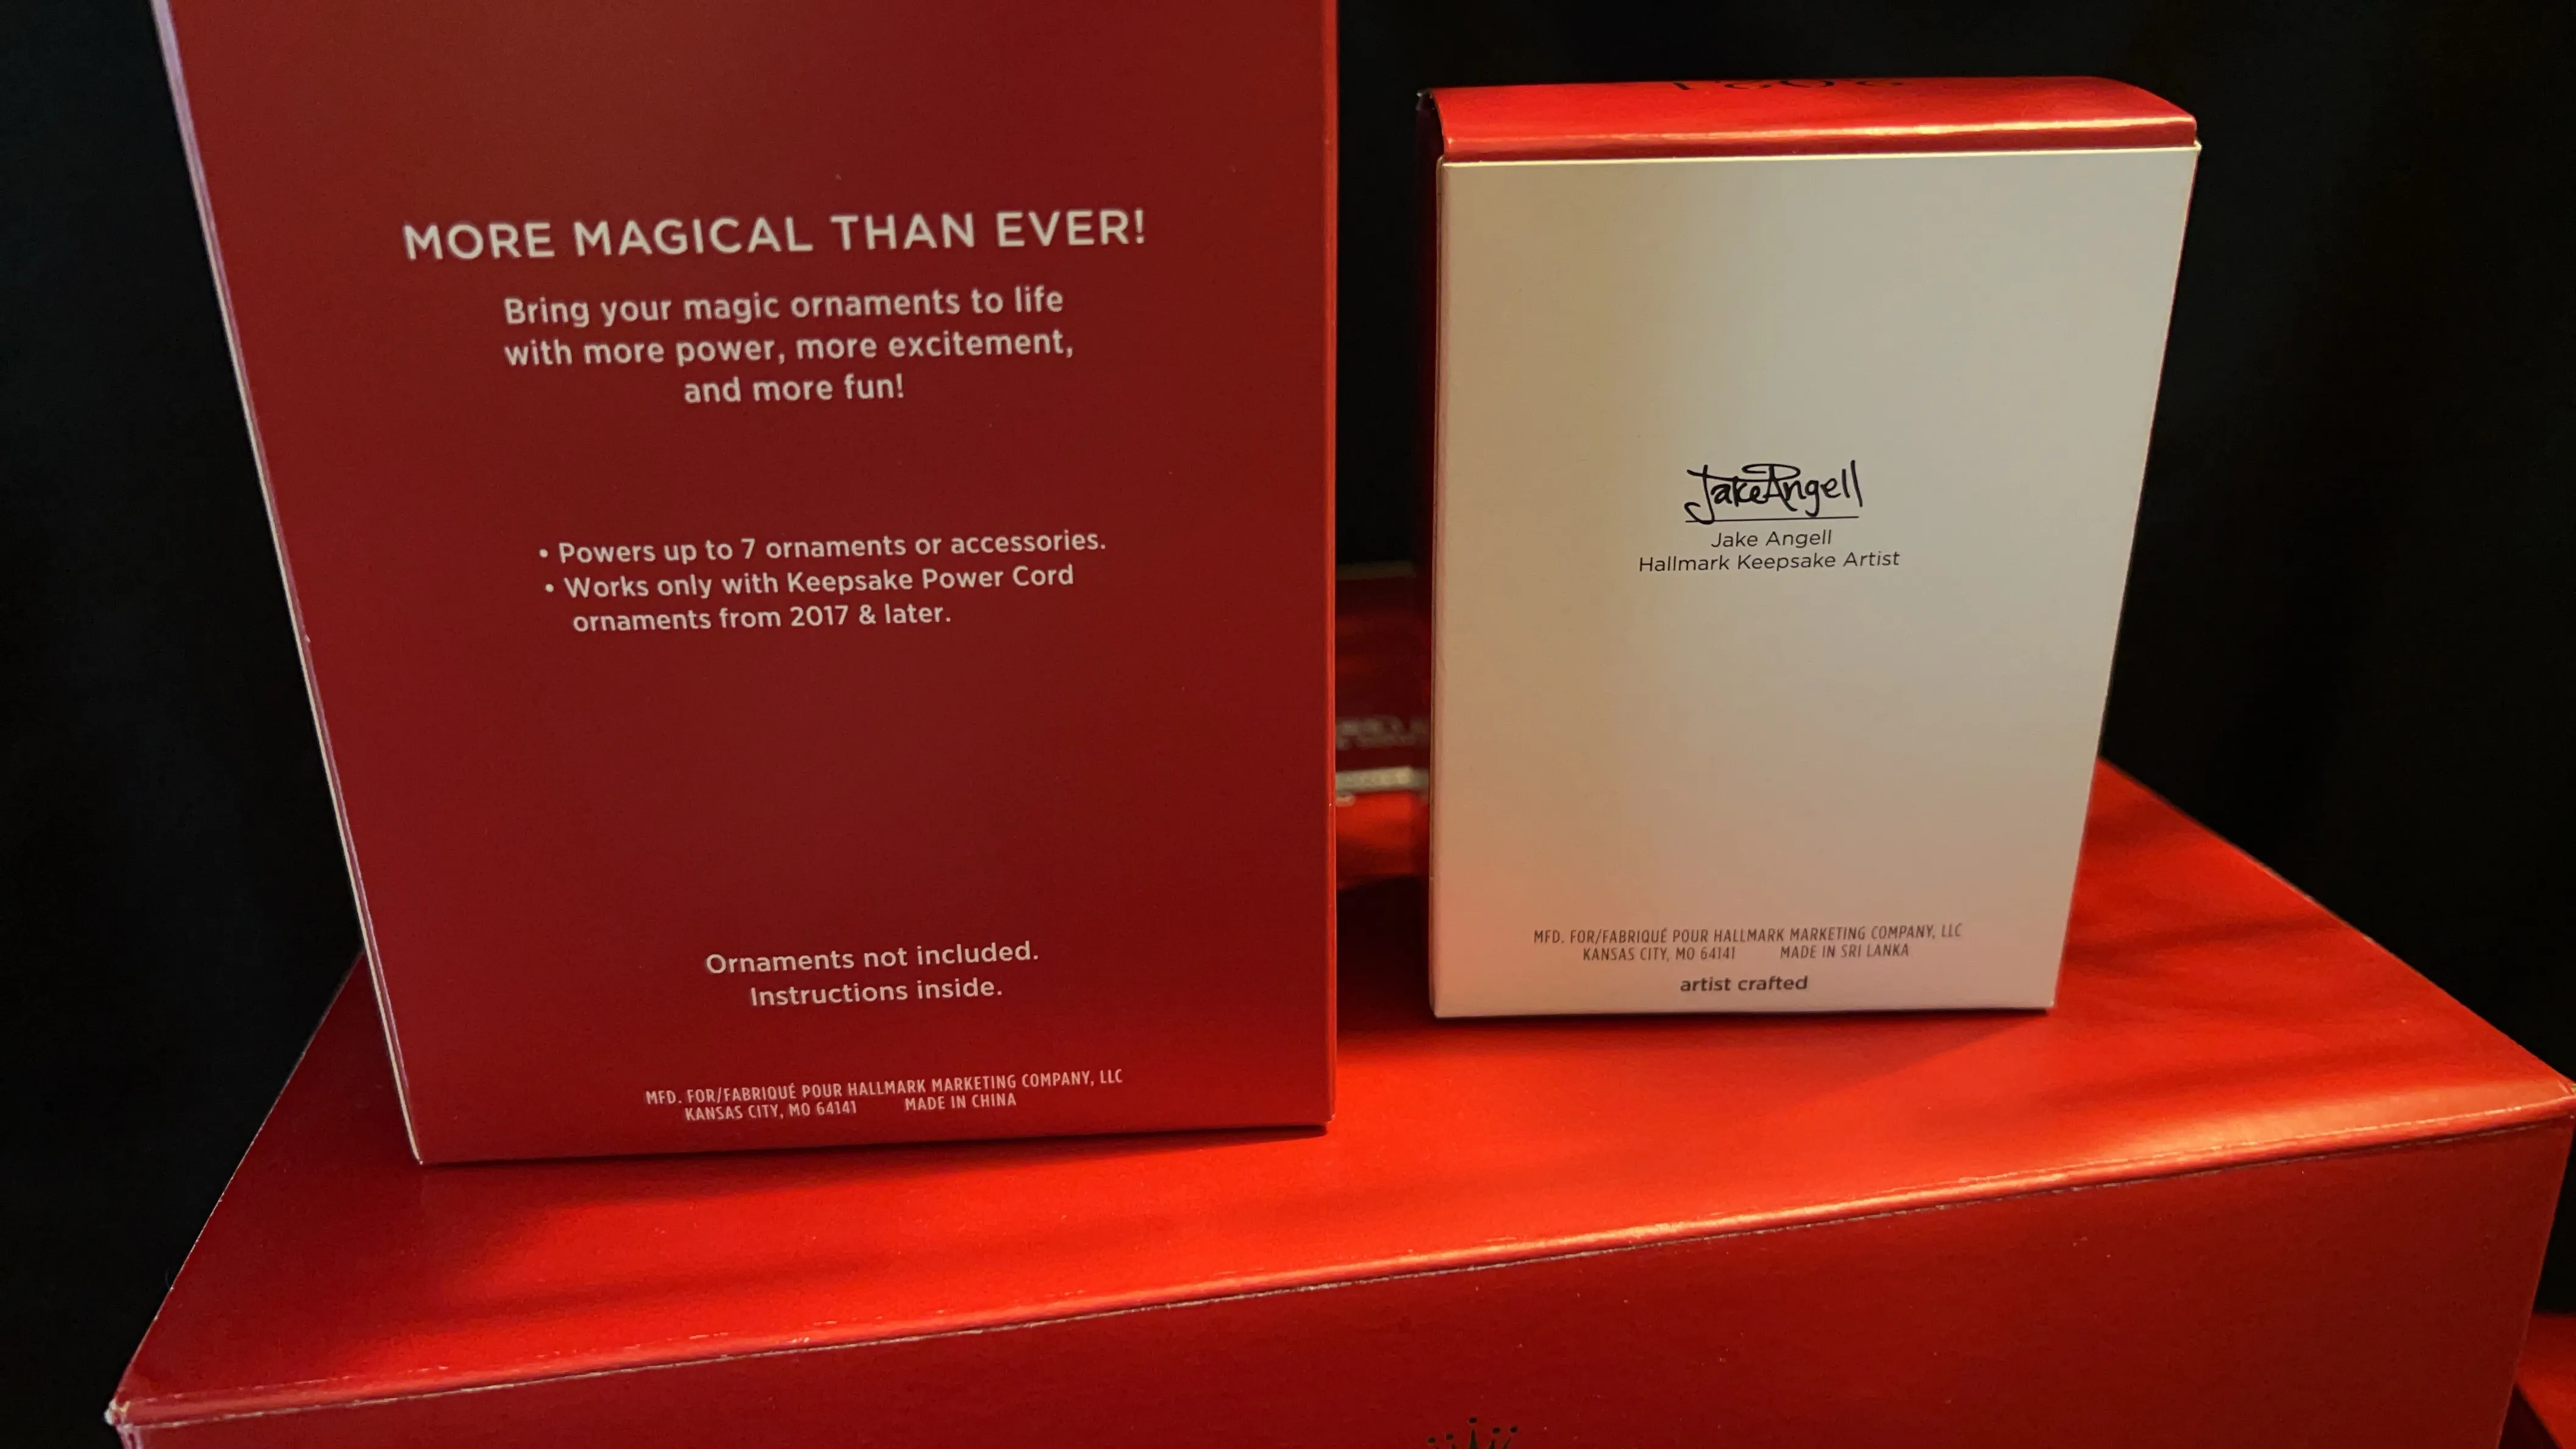 MORE MAGICAL THAN EVER!
Bring your magic ornaments to life
with more power, more excitement,
and more fun!
• Powers up to 7 ornaments or accessories.
• Works only with Keepsake Power Cord
ornaments from 2017 & later.
Ornaments not included.
Instructions inside.
MFD. FOR/FABRIQUÉ POUR HALLMARK MARKETING COMPANY, LLC
KANSAS CITY, MO 64141 MADE IN CHINA
Jake Angell
Jake Angell
Hallmark Keepsake Artist
MFD. FOR/FABRIQUÉ POUR HALLMARK MARKETING COMPANY, LLC
KANSAS CITY, MO 64141 MADE IN SRI LANKA
artist crafted